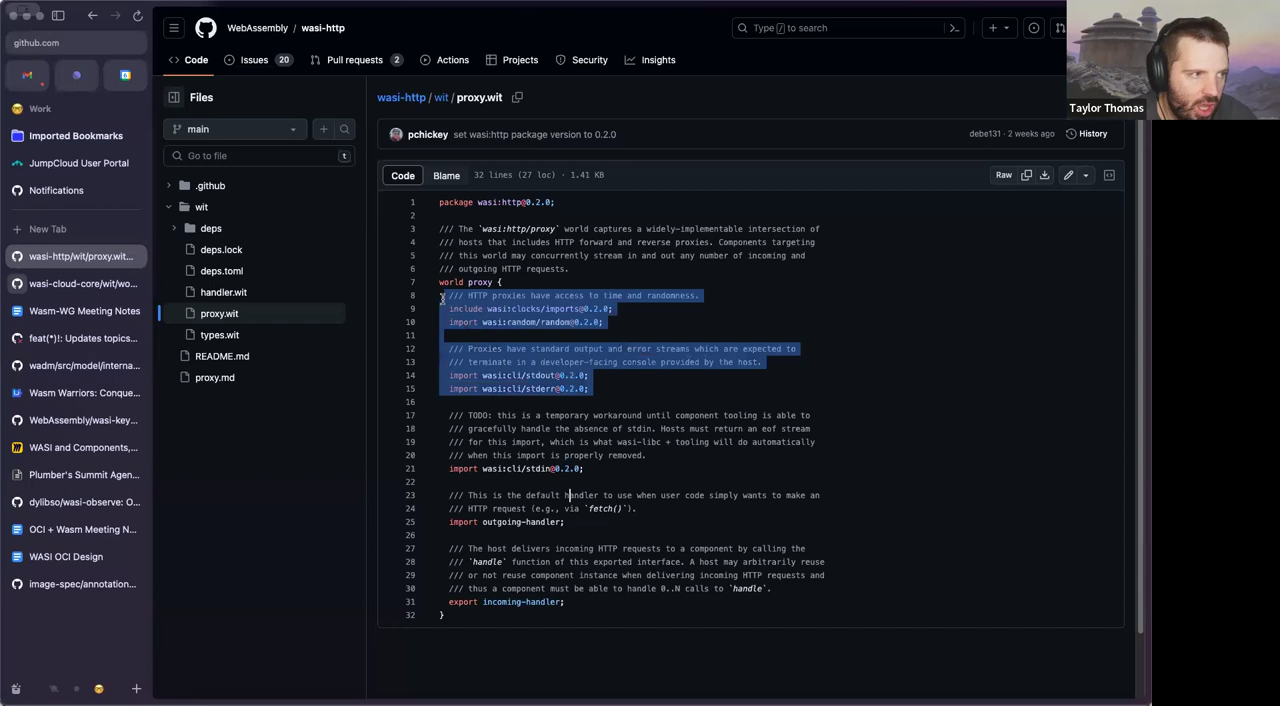 github.com
Work
Imported Bookmarks
JumpCloud User Portal
Notifications
New Tab
wasi-http/wit/proxy.wit...
wasi-cloud-core/wit/wo...
Wasm-WG Meeting Notes
feat(*)!: Updates topics...
wadm/src/model/interna...
Wasm Warriors: Conque...
WebAssembly/wasi-key...
WASI and Components,...
Plumber's Summit Agen...
dylibso/wasi-observe: O...
OCI + Wasm Meeting No...
WASM OCI Design
image-spec/annotation...
WebAssembly / wasi-http
Type / to search
Code
Issues 20
Pull requests 2
Actions
Projects
Security
Insights
Taylor Thomas
Files
main
Go to file t
.github
wit
deps
deps.lock
deps.toml
handler.wit
proxy.wit
types.wit
README.md
proxy.md
wasi-http / wit / proxy.wit
pchickey set wasi:http package version to 0.2.0
debe131 · 2 weeks ago History
Code Blame 32 lines (27 loc) · 1.41 KB
Raw
1 package wasi:http@0.2.0;
2
3 /// The `wasi:http/proxy` world captures a widely-implementable intersection of
4 /// hosts that includes HTTP forward and reverse proxies. Components targeting
5 /// this world may concurrently stream in and out any number of incoming and
6 /// outgoing HTTP requests.
7 world proxy {
8 /// HTTP proxies have access to time and randomness.
9 include wasi:clocks/imports@0.2.0;
10 import wasi:random/random@0.2.0;
11
12 /// Proxies have standard output and error streams which are expected to
13 /// terminate in a developer-facing console provided by the host.
14 import wasi:cli/stdout@0.2.0;
15 import wasi:cli/stderr@0.2.0;
16
17 /// TODO: this is a temporary workaround until component tooling is able to
18 /// gracefully handle the absence of stdin. Hosts must return an eof stream
19 /// for this import, which is what wasi-libc + tooling will do automatically
20 /// when this import is properly removed.
21 import wasi:cli/stdin@0.2.0;
22
23 /// This is the default handler to use when user code simply wants to make an
24 /// HTTP request (e.g., via `fetch()`).
25 import outgoing-handler;
26
27 /// The host delivers incoming HTTP requests to a component by calling the
28 /// `handle` function of this exported interface. A host may arbitrarily reuse
29 /// or not reuse component instance when delivering incoming HTTP requests and
30 /// thus a component must be able to handle 0..N calls to `handle`.
31 export incoming-handler;
32 }